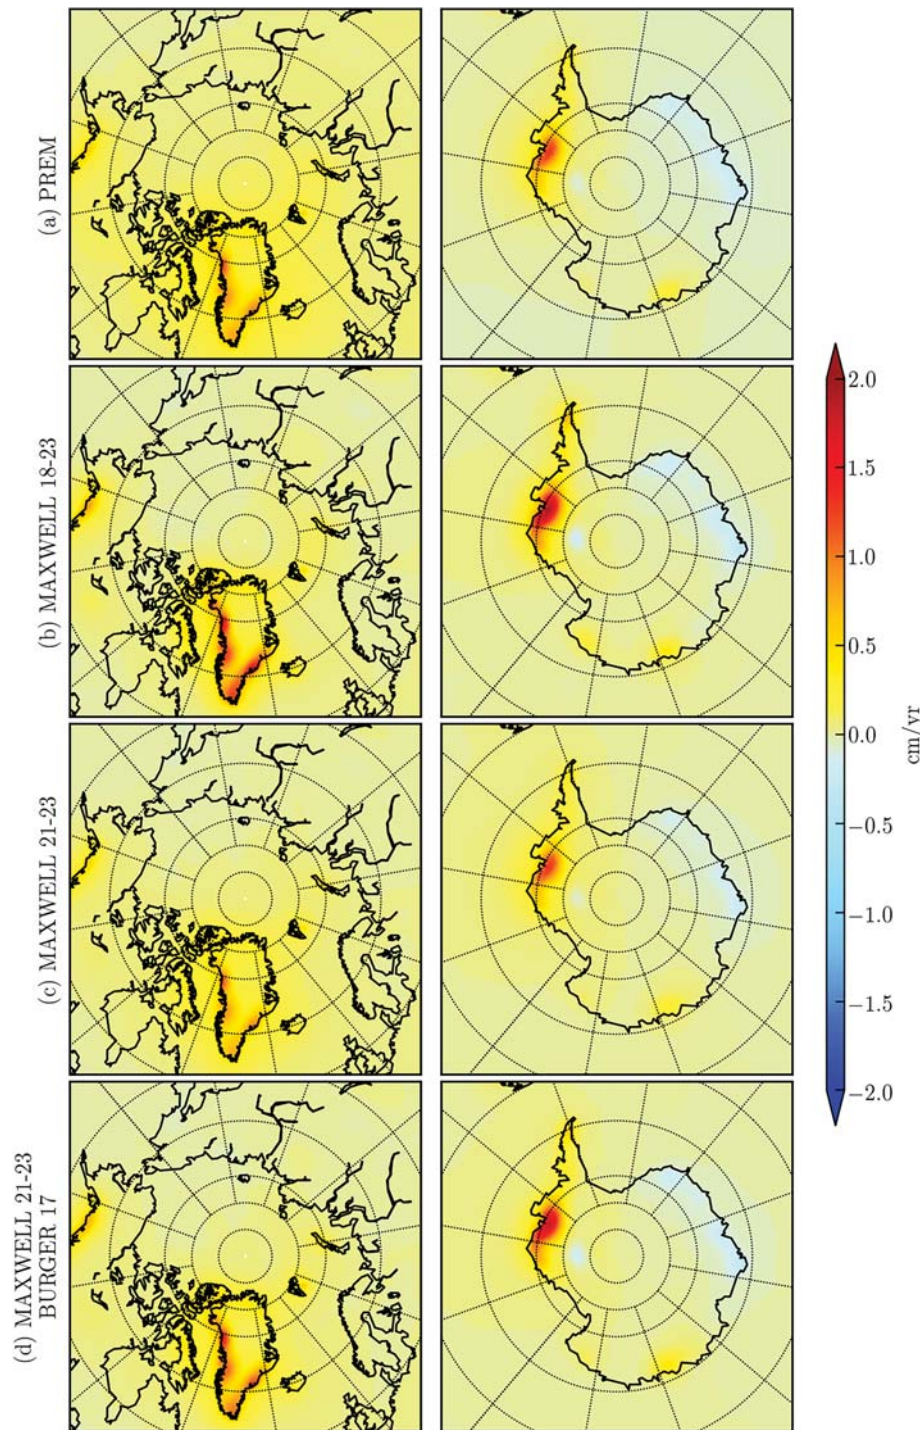 (a) PREM
(b) MAXWELL 18-23
(c) MAXWELL 21-23
(d) MAXWELL 21-23
BURGER 17
2.0
1.5
1.0
0.5
0.0
−0.5
−1.0
−1.5
−2.0
cm/yr